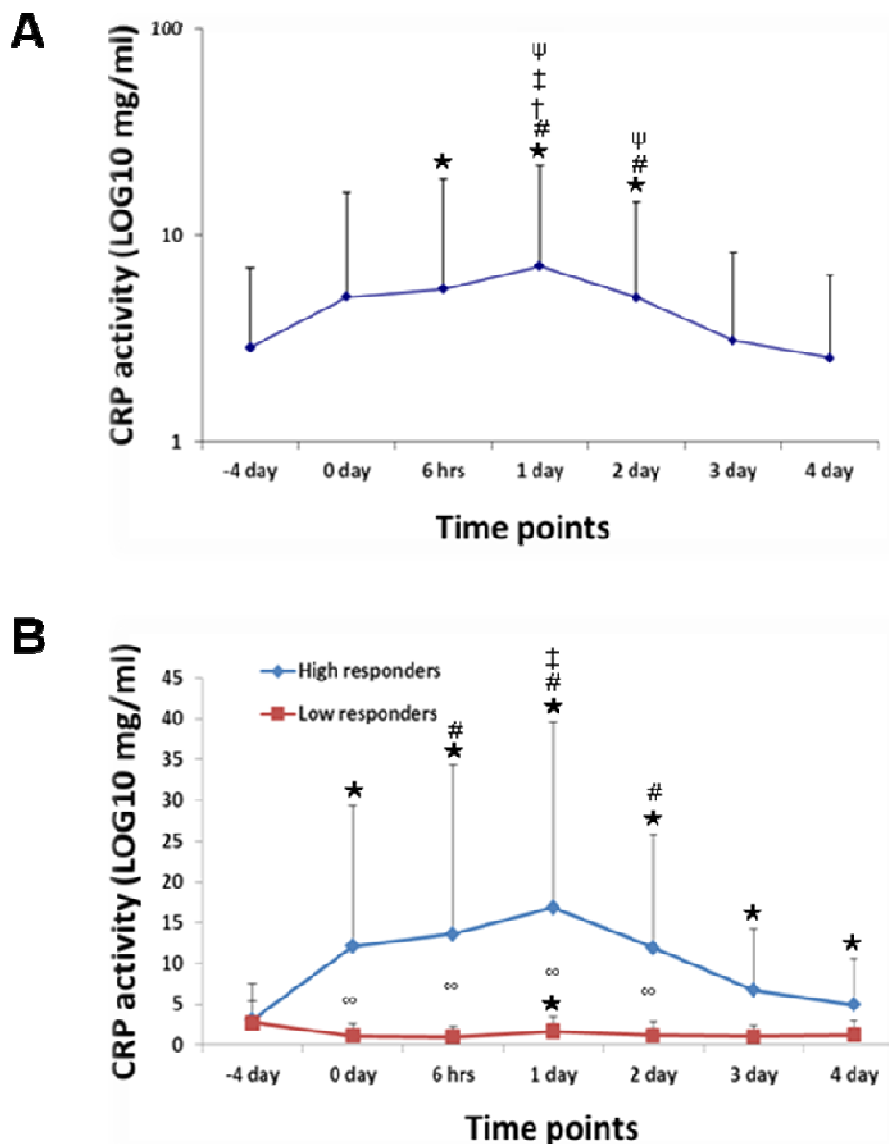 A
CRP activity (LOG10 mg/ml)
100
10
1
ψ
‡
†
#
★
ψ
#
★
★
-4 day 0 day 6 hrs 1 day 2 day 3 day 4 day
Time points
B
CRP activity (LOG10 mg/ml)
45
40
35
30
25
20
15
10
5
0
High responders
Low responders
‡
#
★
#
★
★
#
★
★
★
∞ ∞ ∞ ∞
★
-4 day 0 day 6 hrs 1 day 2 day 3 day 4 day
Time points